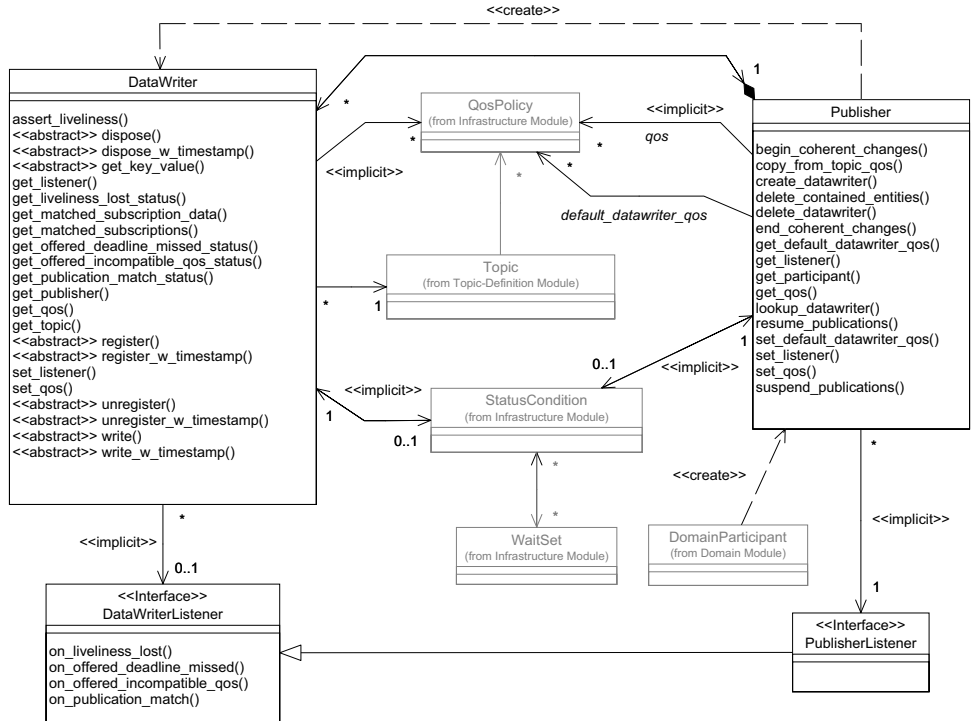 <<create>>
DataWriter
assert_liveliness()
<<abstract>> dispose()
<<abstract>> dispose_w_timestamp()
<<abstract>> get_key_value()
get_listener()
get_liveliness_lost_status()
get_matched_subscription_data()
get_matched_subscriptions()
get_offered_deadline_missed_status()
get_offered_incompatible_qos_status()
get_publication_match_status()
get_publisher()
get_qos()
get_topic()
<<abstract>> register()
<<abstract>> register_w_timestamp()
set_listener()
set_qos()
<<abstract>> unregister()
<<abstract>> unregister_w_timestamp()
<<abstract>> write()
<<abstract>> write_w_timestamp()
*
1
QosPolicy
(from Infrastructure Module)
*
<<implicit>>
*
<<implicit>>
qos
*
*
default_datawriter_qos
Publisher
begin_coherent_changes()
copy_from_topic_qos()
create_datawriter()
delete_contained_entities()
delete_datawriter()
end_coherent_changes()
get_default_datawriter_qos()
get_listener()
get_participant()
get_qos()
lookup_datawriter()
resume_publications()
set_default_datawriter_qos()
set_listener()
set_qos()
suspend_publications()
Topic
(from Topic-Definition Module)
*
1
0..1
1
<<implicit>>
StatusCondition
(from Infrastructure Module)
<<implicit>>
1
0..1
*
*
WaitSet
(from Infrastructure Module)
<<create>>
DomainParticipant
(from Domain Module)
*
<<implicit>>
1
*
<<implicit>>
0..1
<<Interface>>
DataWriterListener
on_liveliness_lost()
on_offered_deadline_missed()
on_offered_incompatible_qos()
on_publication_match()
<<Interface>>
PublisherListener